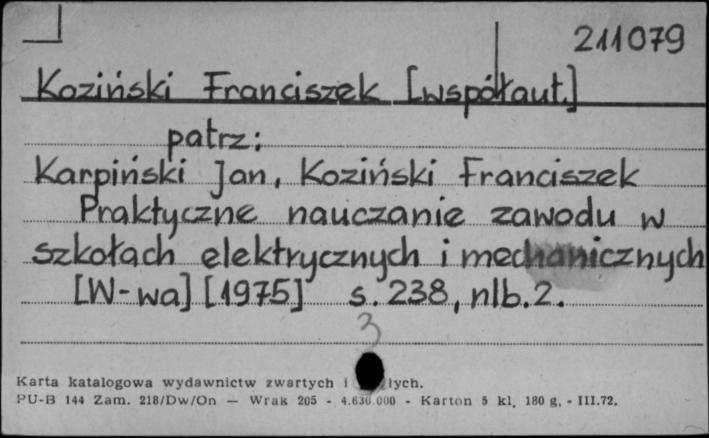 211079
Koziński Franciszek [współaut.]
patrz:
Karpiński Jan, Koziński Franciszek
Praktyczne nauczanie zawodu w
szkołach elektrycznych i mechanicznych
[W-wa] [1975] s. 238, nlb. 2.
3
Karta katalogowa wydawnictw zwartych i łych.
PU-B 144 Zam. 218/Dw/On — Wrak 205 - 4.630.000 - Karton 5 kl. 180 g. - III.72.